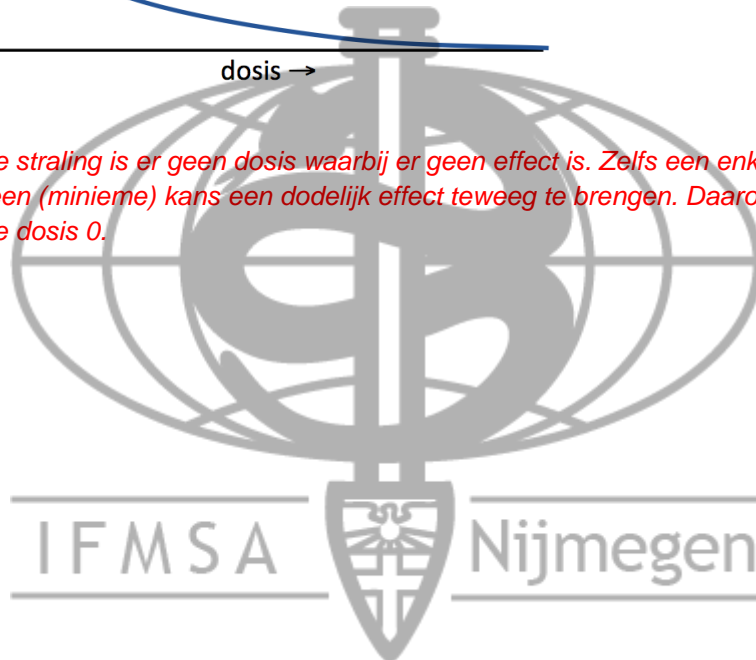 dosis →
e straling is er geen dosis waarbij er geen effect is. Zelfs een enk
een (minieme) kans een dodelijk effect teweeg te brengen. Daaro
e dosis 0.
IFMSA Nijmegen